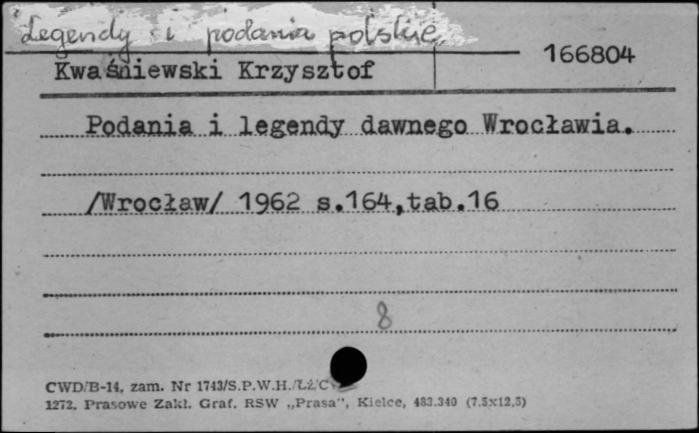 Legendy i podania polskie
166804
Kwaśniewski Krzysztof
Podania i legendy dawnego Wrocławia.
/Wrocław/ 1962 s.164,tab.16
8
CWD/B-14, zam. Nr 1743/S.P.W.H./ŁŻ/C
1272. Prasowe Zakł. Graf. RSW „Prasa”, Kielce, 483.340 (7,5x12,5)